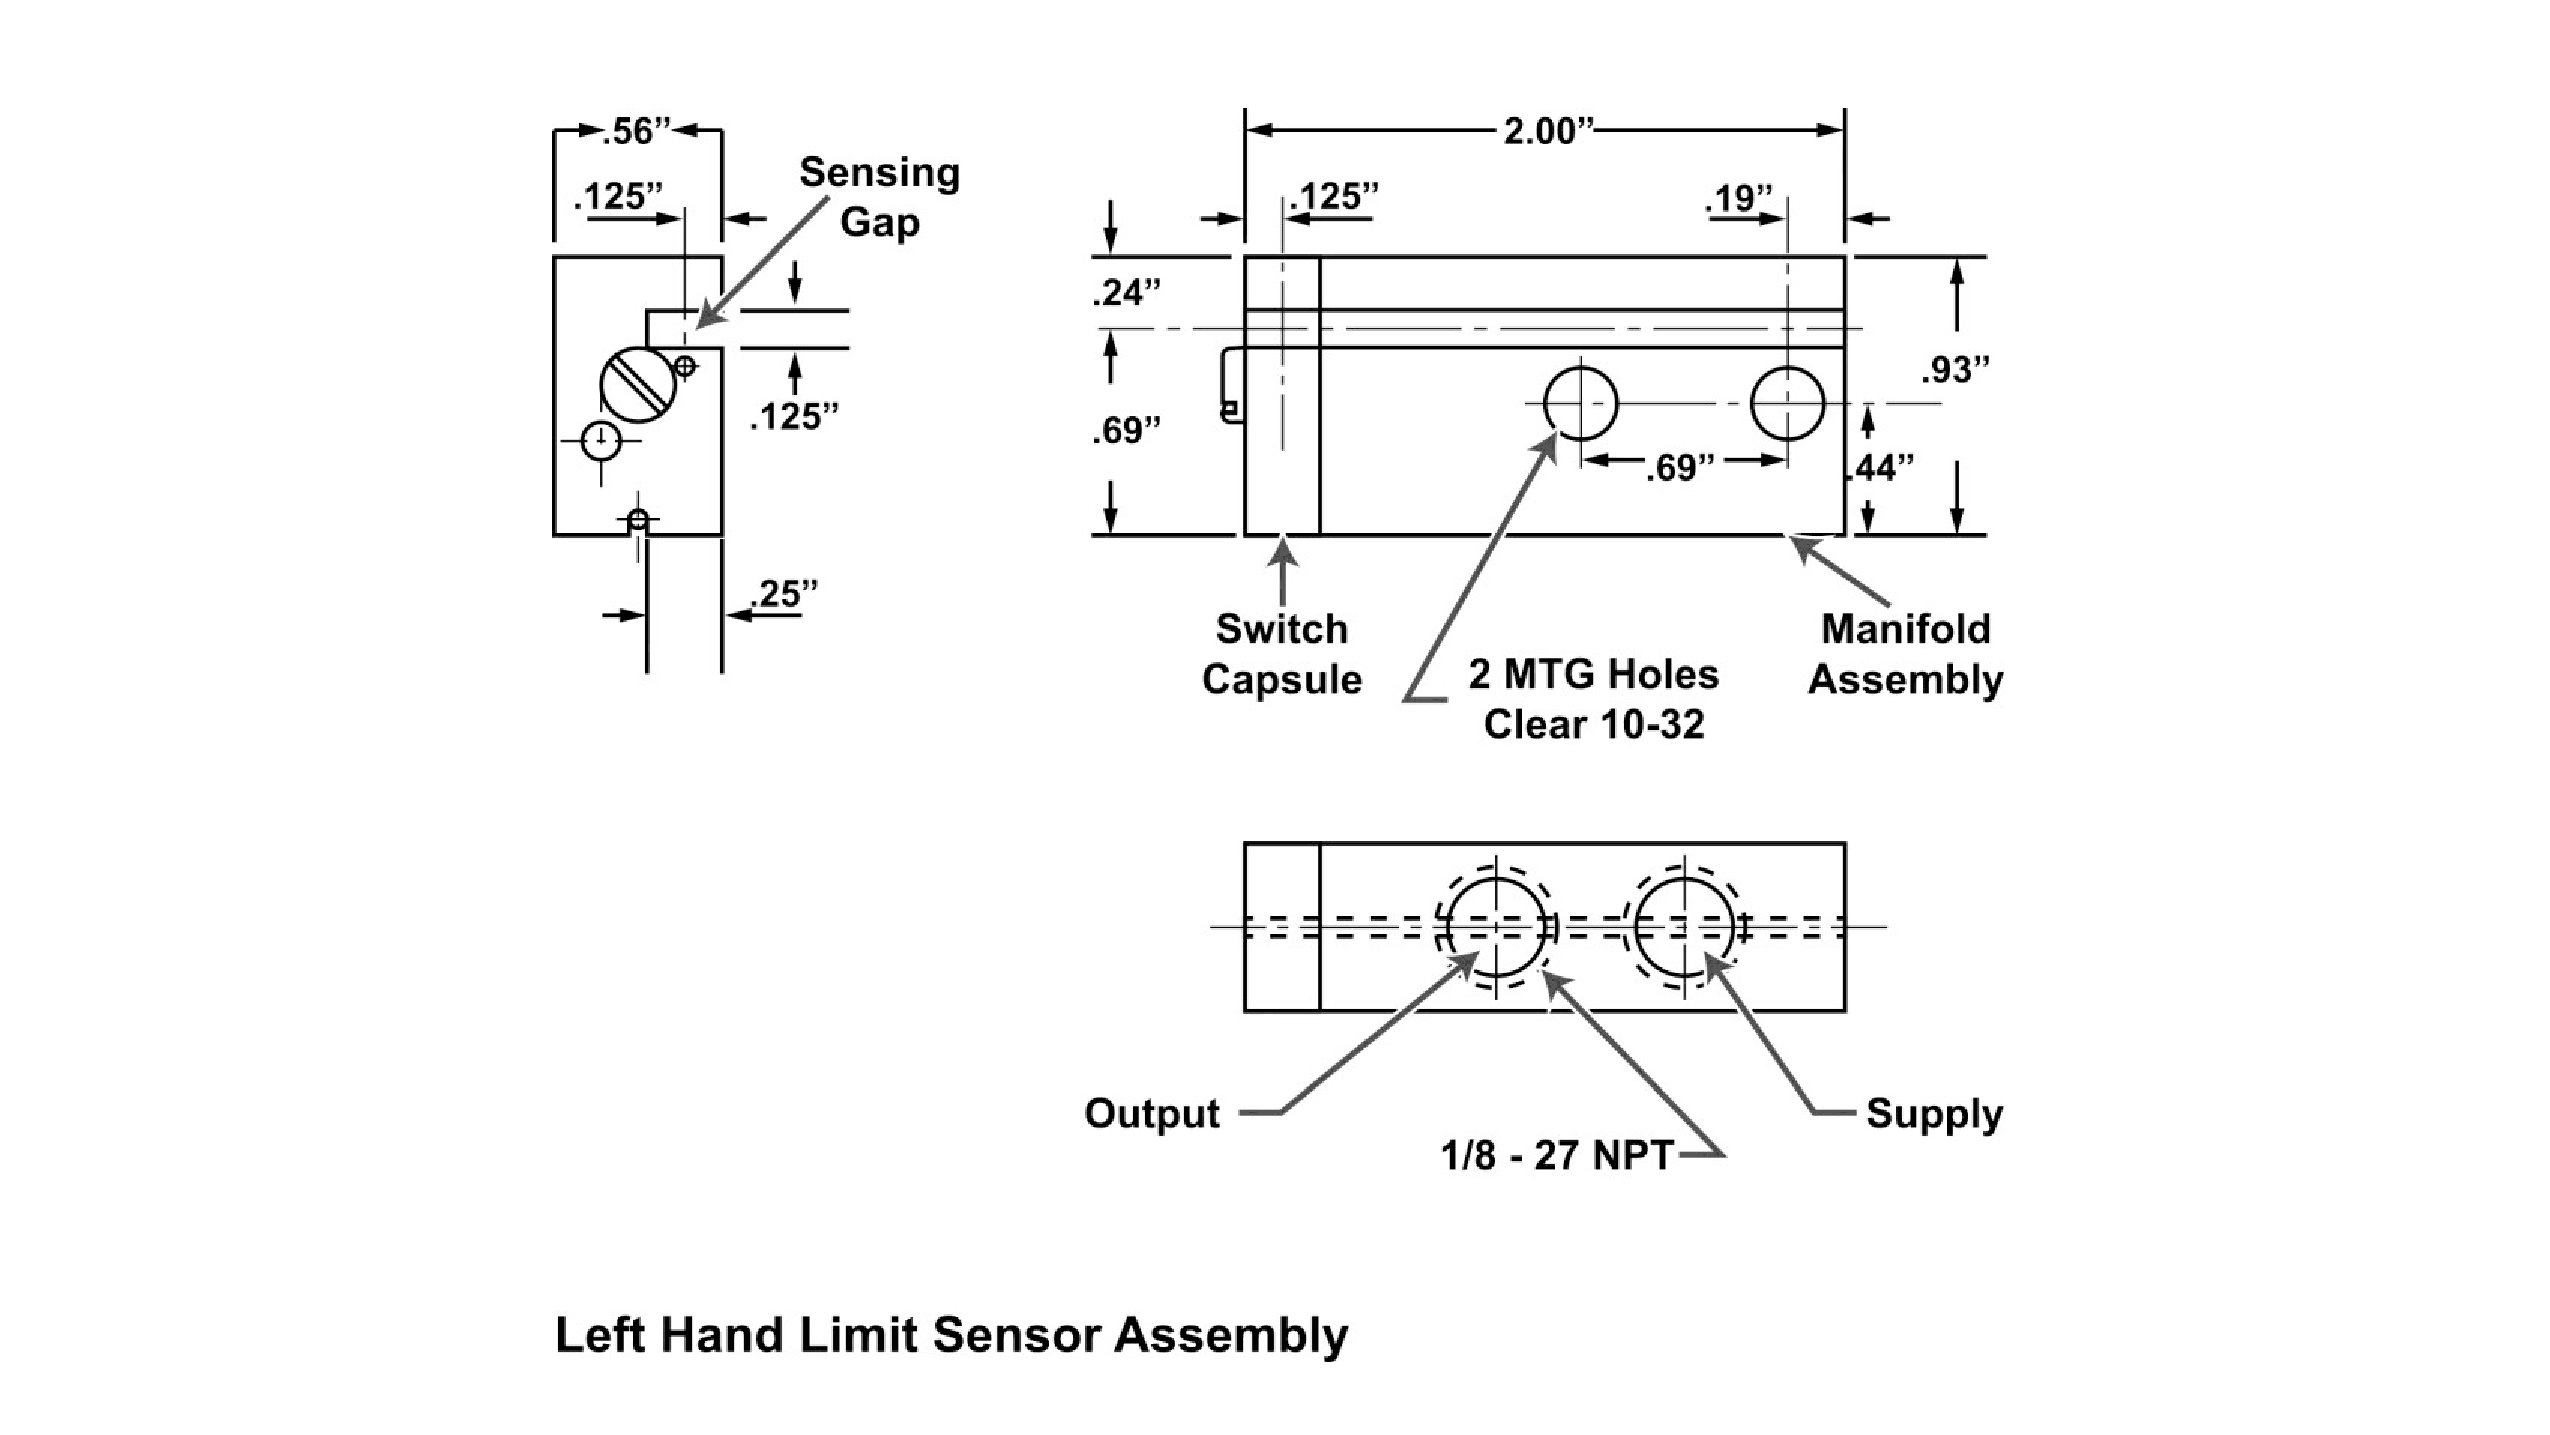 .56”
.125”
Sensing
Gap
.125”
.25”
2.00”
.125”
.19”
.24”
.69”
.93”
.69”
.44”
Switch
Capsule
2 MTG Holes
Clear 10-32
Manifold
Assembly
Output
1/8 - 27 NPT
Supply
Left Hand Limit Sensor Assembly